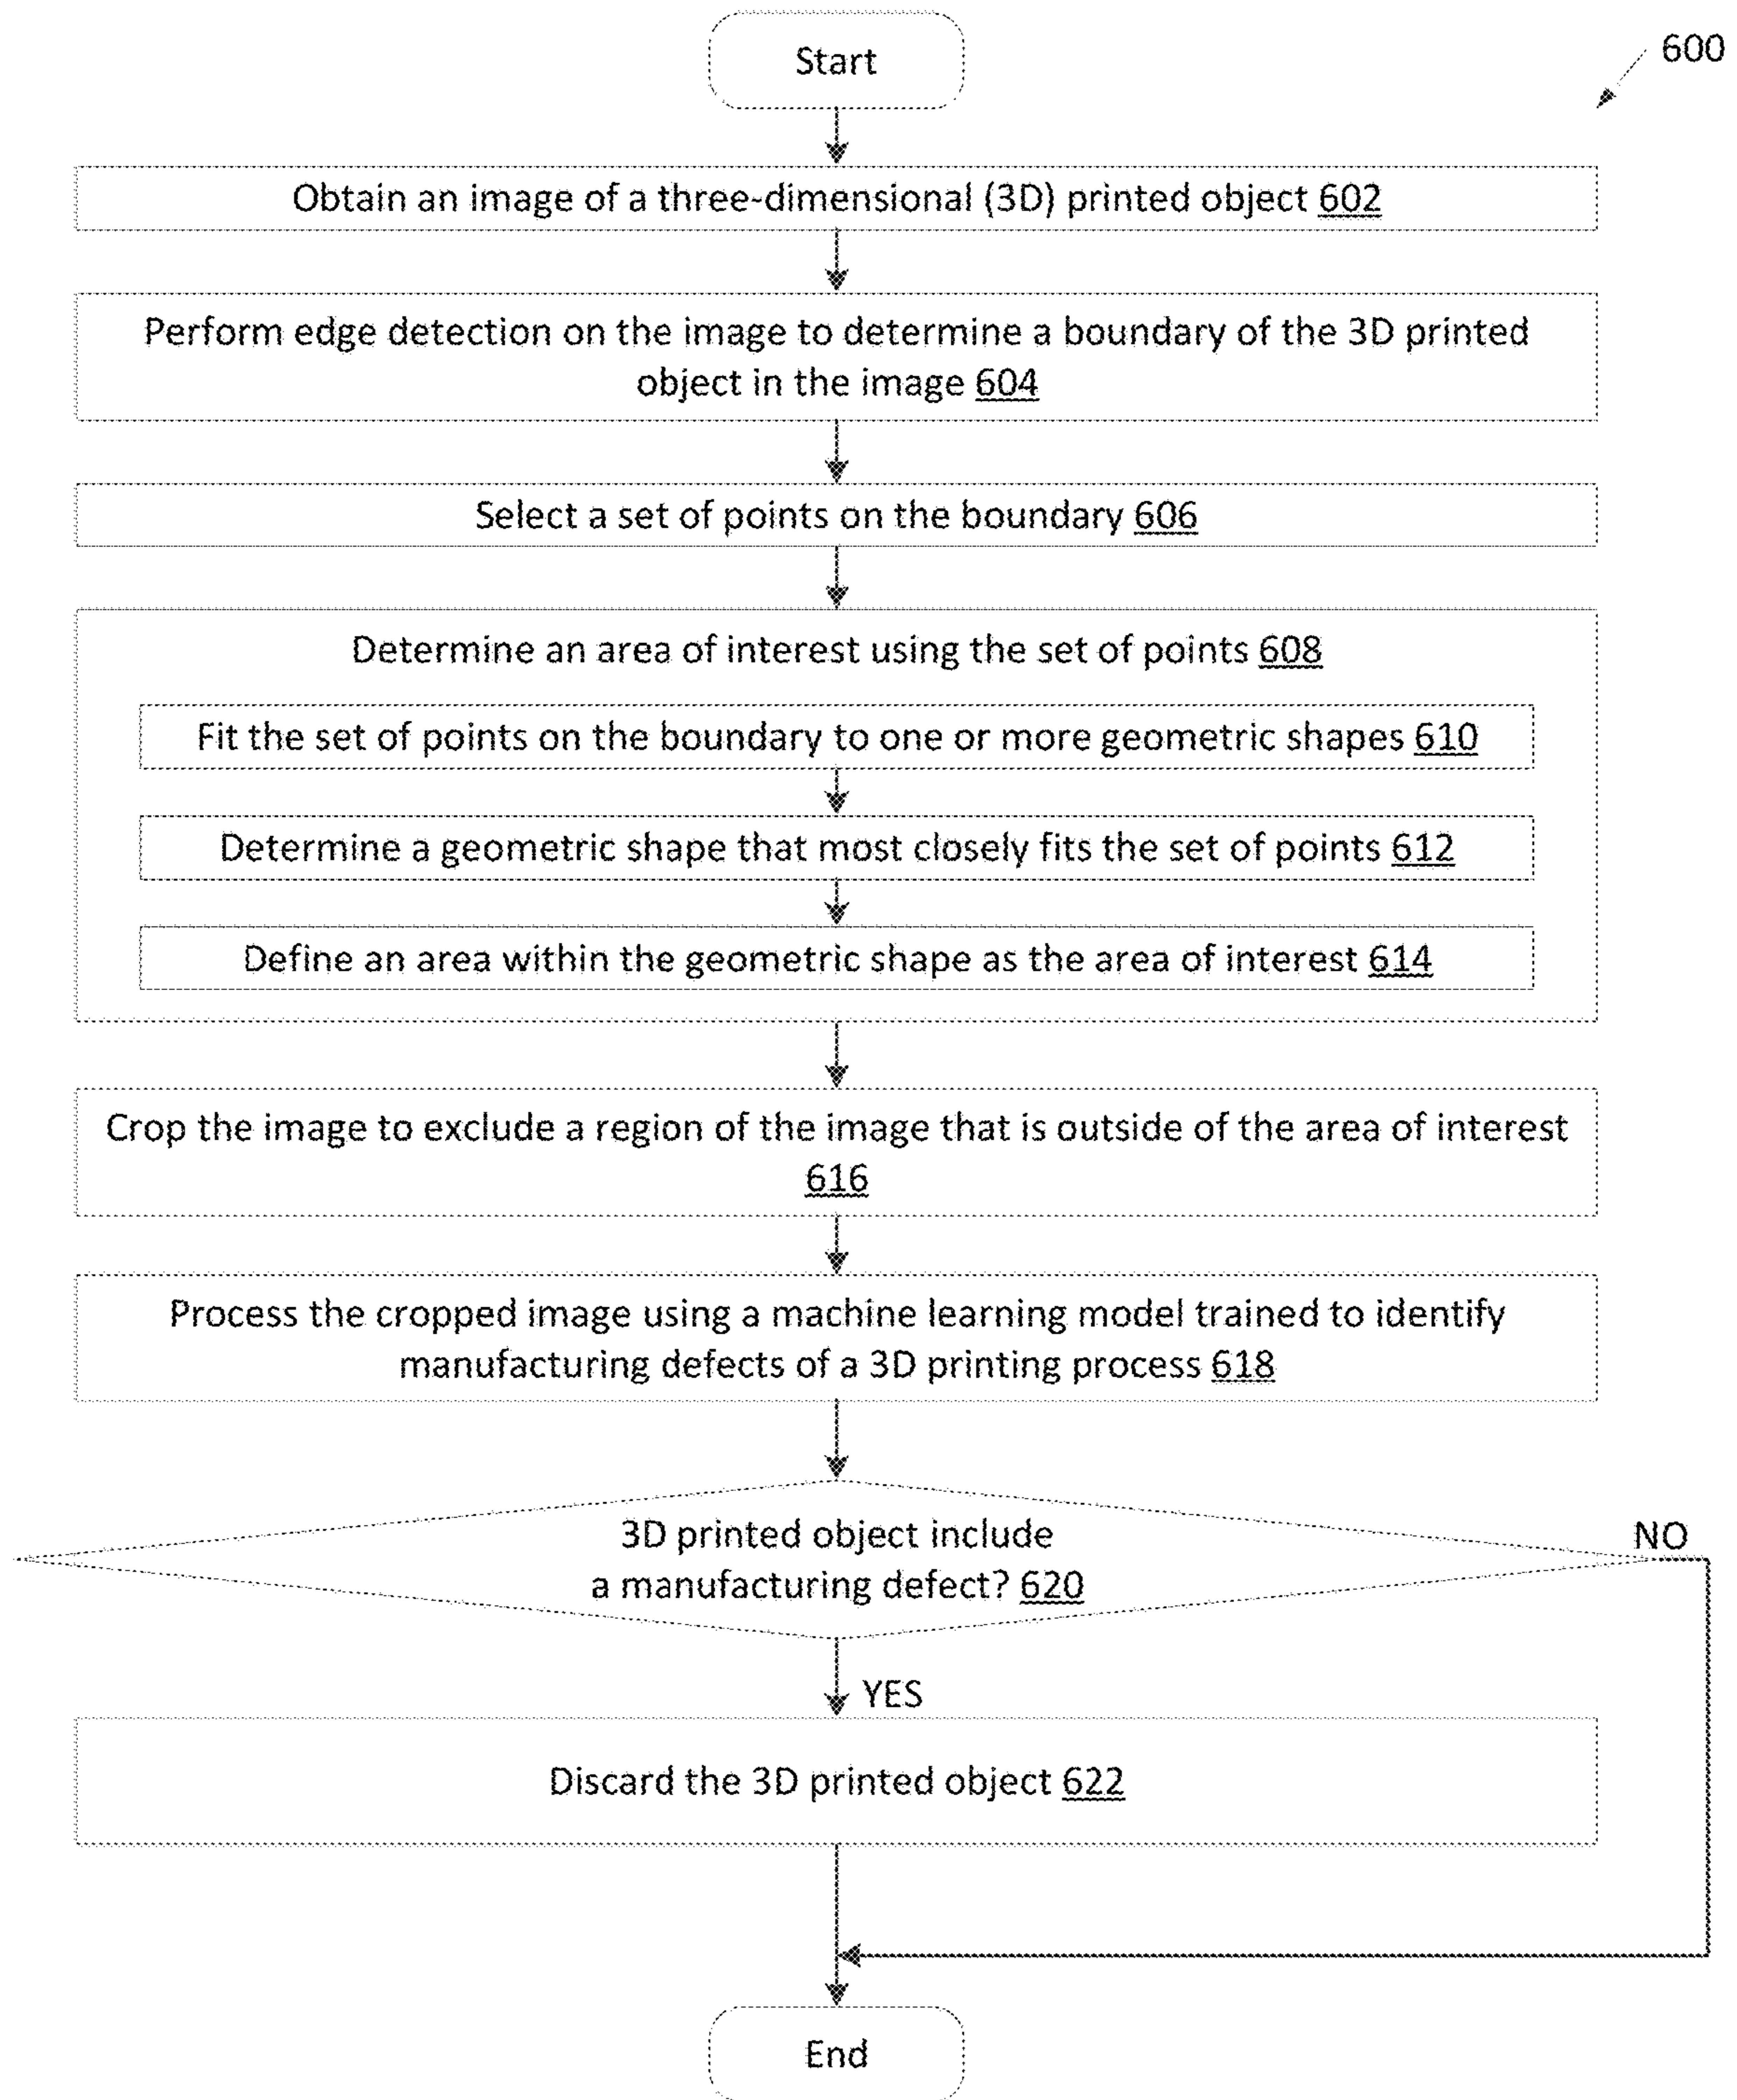 Start
600
Obtain an image of a three-dimensional (3D) printed object 602
Perform edge detection on the image to determine a boundary of the 3D printed
object in the image 604
Select a set of points on the boundary 606
Determine an area of interest using the set of points 608
Fit the set of points on the boundary to one or more geometric shapes 610
Determine a geometric shape that most closely fits the set of points 612
Define an area within the geometric shape as the area of interest 614
Crop the image to exclude a region of the image that is outside of the area of interest
616
Process the cropped image using a machine learning model trained to identify
manufacturing defects of a 3D printing process 618
3D printed object include
a manufacturing defect? 620
NO
YES
Discard the 3D printed object 622
End